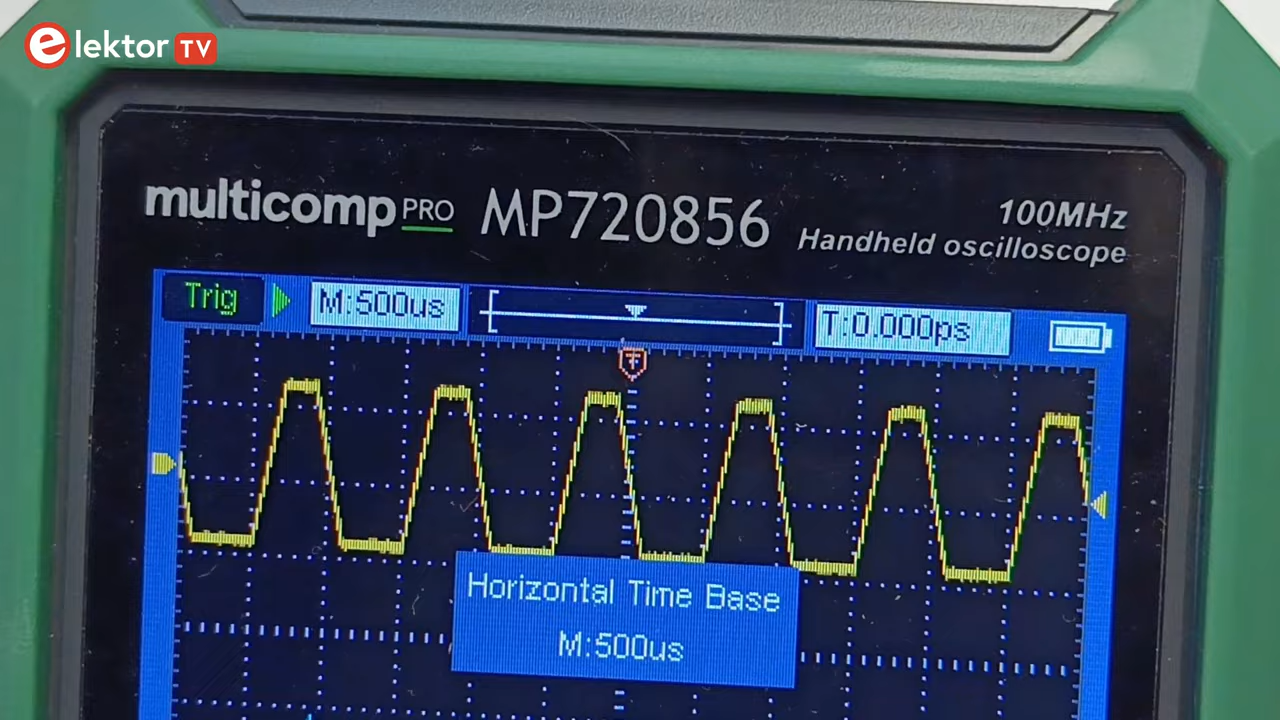 elektor TV
multicomp PRO MP720856
100MHz
Handheld oscilloscope
Trig M:500us T:0.000ps
T
Horizontal Time Base
M:500us